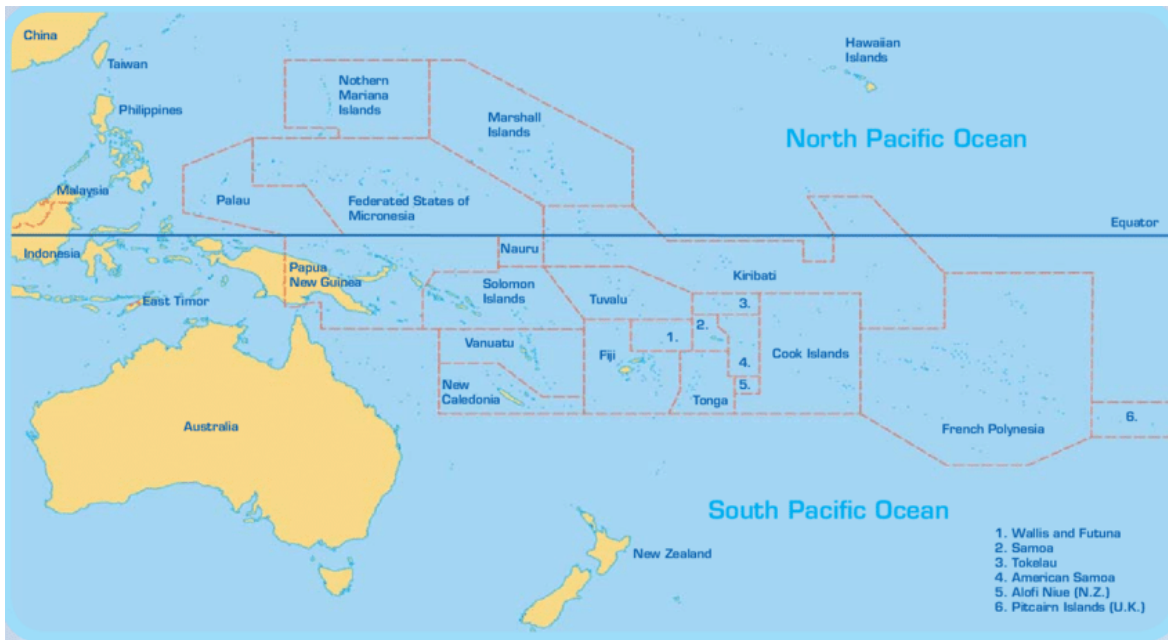 China
Taiwan
Philippines
Malaysia
Indonesia
East Timor
Palau
Nothern
Mariana
Islands
Marshall
Islands
Federated States of
Micronesia
Hawaiian
Islands
North Pacific Ocean
Equator
Nauru
Papua
New Guinea
Solomon
Islands
Kiribati
Tuvalu
3.
2.
1.
Vanuatu
Fiji
4.
Cook Islands
5.
New
Caledonia
Tonga
6.
French Polynesia
Australia
South Pacific Ocean
New Zealand
1. Wallis and Futuna
2. Samoa
3. Tokelau
4. American Samoa
5. Alofi Niue (N.Z.)
6. Pitcairn Islands (U.K.)